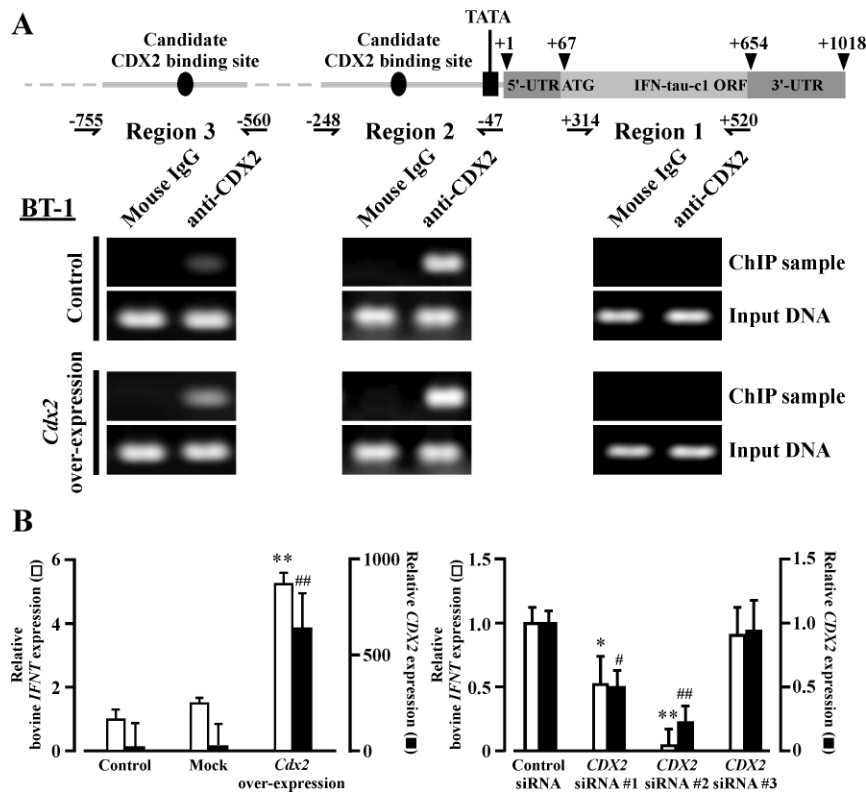 A
TATA
Candidate
CDX2 binding site
Candidate
CDX2 binding site
+1
+67
+654
+1018
5'-UTR
ATG
IFN-tau-c1 ORF
3'-UTR
-755
Region 3
-560
-248
Region 2
-47
+314
Region 1
+520
BT-1
Mouse IgG
anti-CDX2
Mouse IgG
anti-CDX2
Mouse IgG
anti-CDX2
Control
ChIP sample
Input DNA
Cdx2
over-expression
ChIP sample
Input DNA
B
Relative
bovine IFNT expression (□)
6
4
2
0
**
##
1000
500
0
Relative CDX2
expression (■)
Control
Mock
Cdx2
over-expression
Relative
bovine IFNT expression (□)
1.5
1.0
0.5
0
*
#
**
##
1.5
1.0
0.5
0
Relative CDX2
expression (■)
Control
siRNA
CDX2
siRNA #1
CDX2
siRNA #2
CDX2
siRNA #3